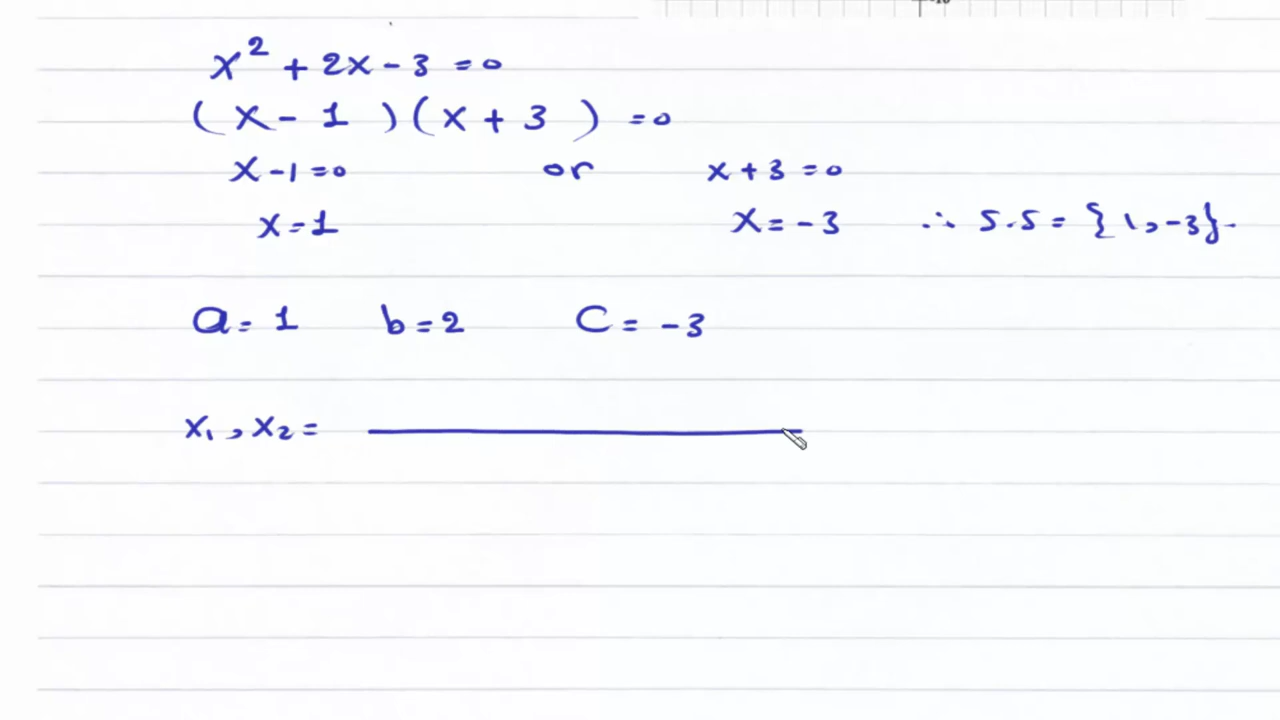 x² + 2x - 3 = 0
( x - 1 ) ( x + 3 ) = 0
x - 1 = 0 or x + 3 = 0
x = 1 x = -3 ∴ S.S = { 1 , -3 }.
a = 1 b = 2 C = -3
x₁ , x₂ =